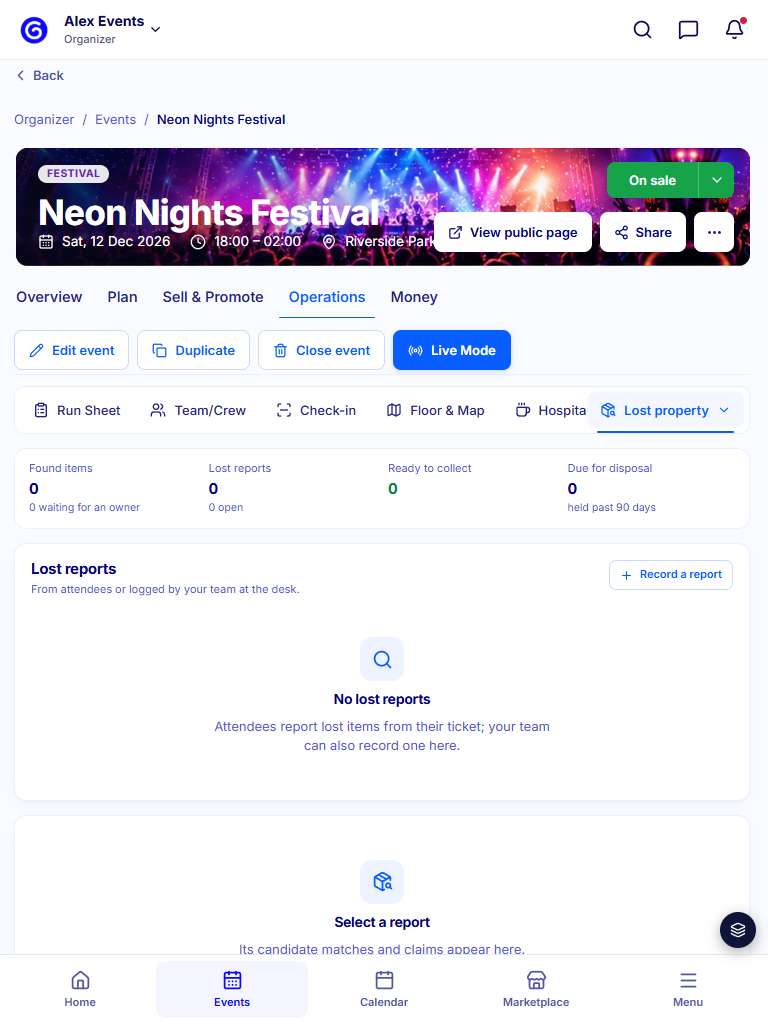 Alex Events
Organizer
Back
Organizer / Events / Neon Nights Festival
FESTIVAL
On sale
Neon Nights Festival
Sat, 12 Dec 2026 18:00 – 02:00 Riverside Park
View public page
Share
Overview Plan Sell & Promote Operations Money
Edit event Duplicate Close event Live Mode
Run Sheet Team/Crew Check-in Floor & Map Hospita Lost property
Found items Lost reports Ready to collect Due for disposal
0 0 0 0
0 waiting for an owner 0 open held past 90 days
Lost reports
From attendees or logged by your team at the desk.
+ Record a report
No lost reports
Attendees report lost items from their ticket; your team
can also record one here.
Select a report
Its candidate matches and claims appear here.
Home Events Calendar Marketplace Menu